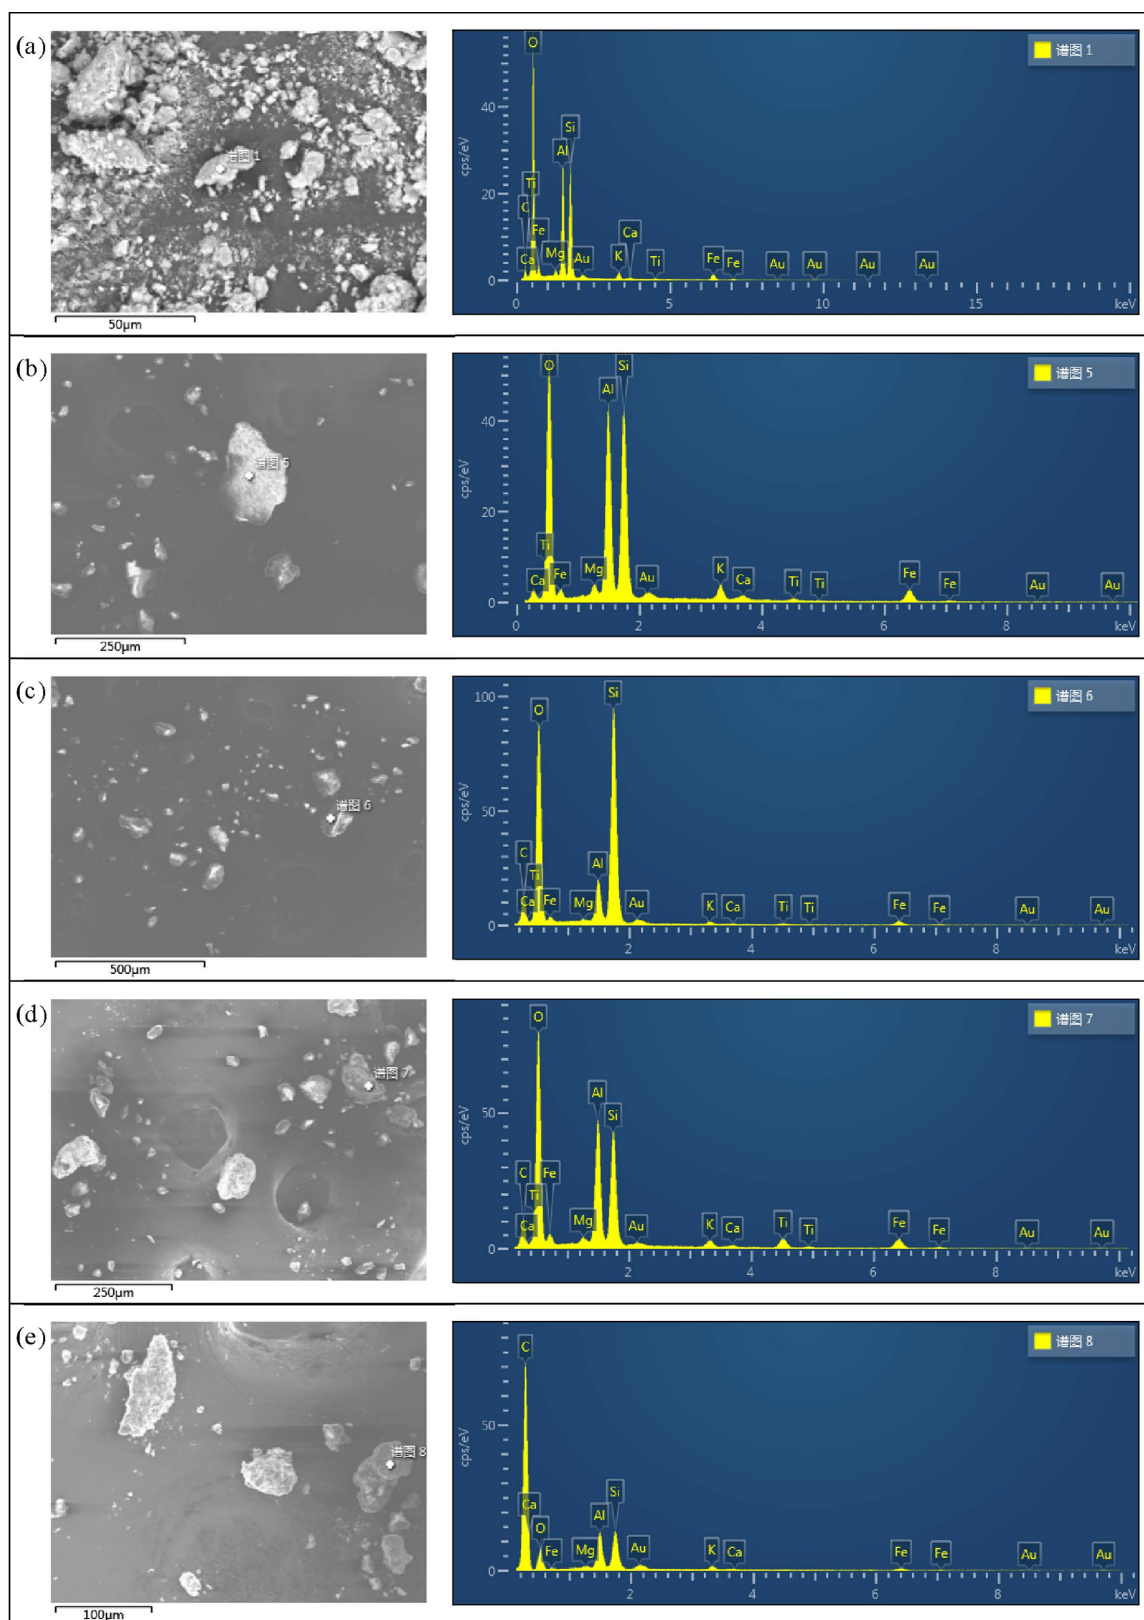 (a)
谱图 1
50μm
谱图 1
cps/eV
40
20
0
O
Si
Al
Ti
C
Fe
Ca
Ca
Mg
Au
K
Ti
Fe
Fe
Au
Au
Au
Au
0
5
10
15
keV
(b)
谱图 5
250μm
谱图 5
cps/eV
40
20
0
O
Si
Al
Ti
Ca
Fe
Mg
Au
K
Ca
Ti
Ti
Fe
Fe
Au
Au
0
2
4
6
8
keV
(c)
谱图 6
500μm
谱图 6
cps/eV
100
50
0
Si
O
C
Ti
Al
Ca
Fe
Mg
Au
K
Ca
Ti
Ti
Fe
Fe
Au
Au
2
4
6
8
keV
(d)
谱图 7
250μm
谱图 7
cps/eV
50
0
O
Al
Si
C
Fe
Ti
Ca
Mg
Au
K
Ca
Ti
Ti
Fe
Fe
Au
Au
2
4
6
8
keV
(e)
谱图 8
100μm
谱图 8
cps/eV
50
0
C
Ca
O
Si
Al
Fe
Mg
Au
K
Ca
Fe
Fe
Au
Au
2
4
6
8
keV